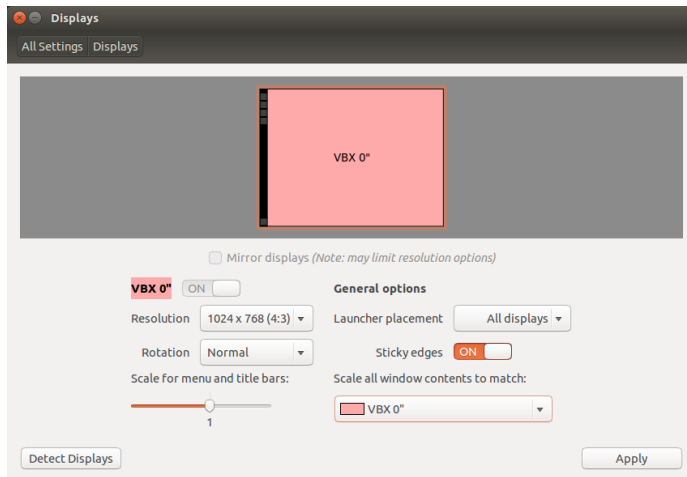 Displays
All Settings Displays
VBX 0"
Mirror displays (Note: may limit resolution options)
VBX 0" ON
General options
Resolution 1024 x 768 (4:3)
Launcher placement All displays
Rotation Normal
Sticky edges ON
Scale for menu and title bars:
Scale all window contents to match:
1
VBX 0"
Detect Displays
Apply